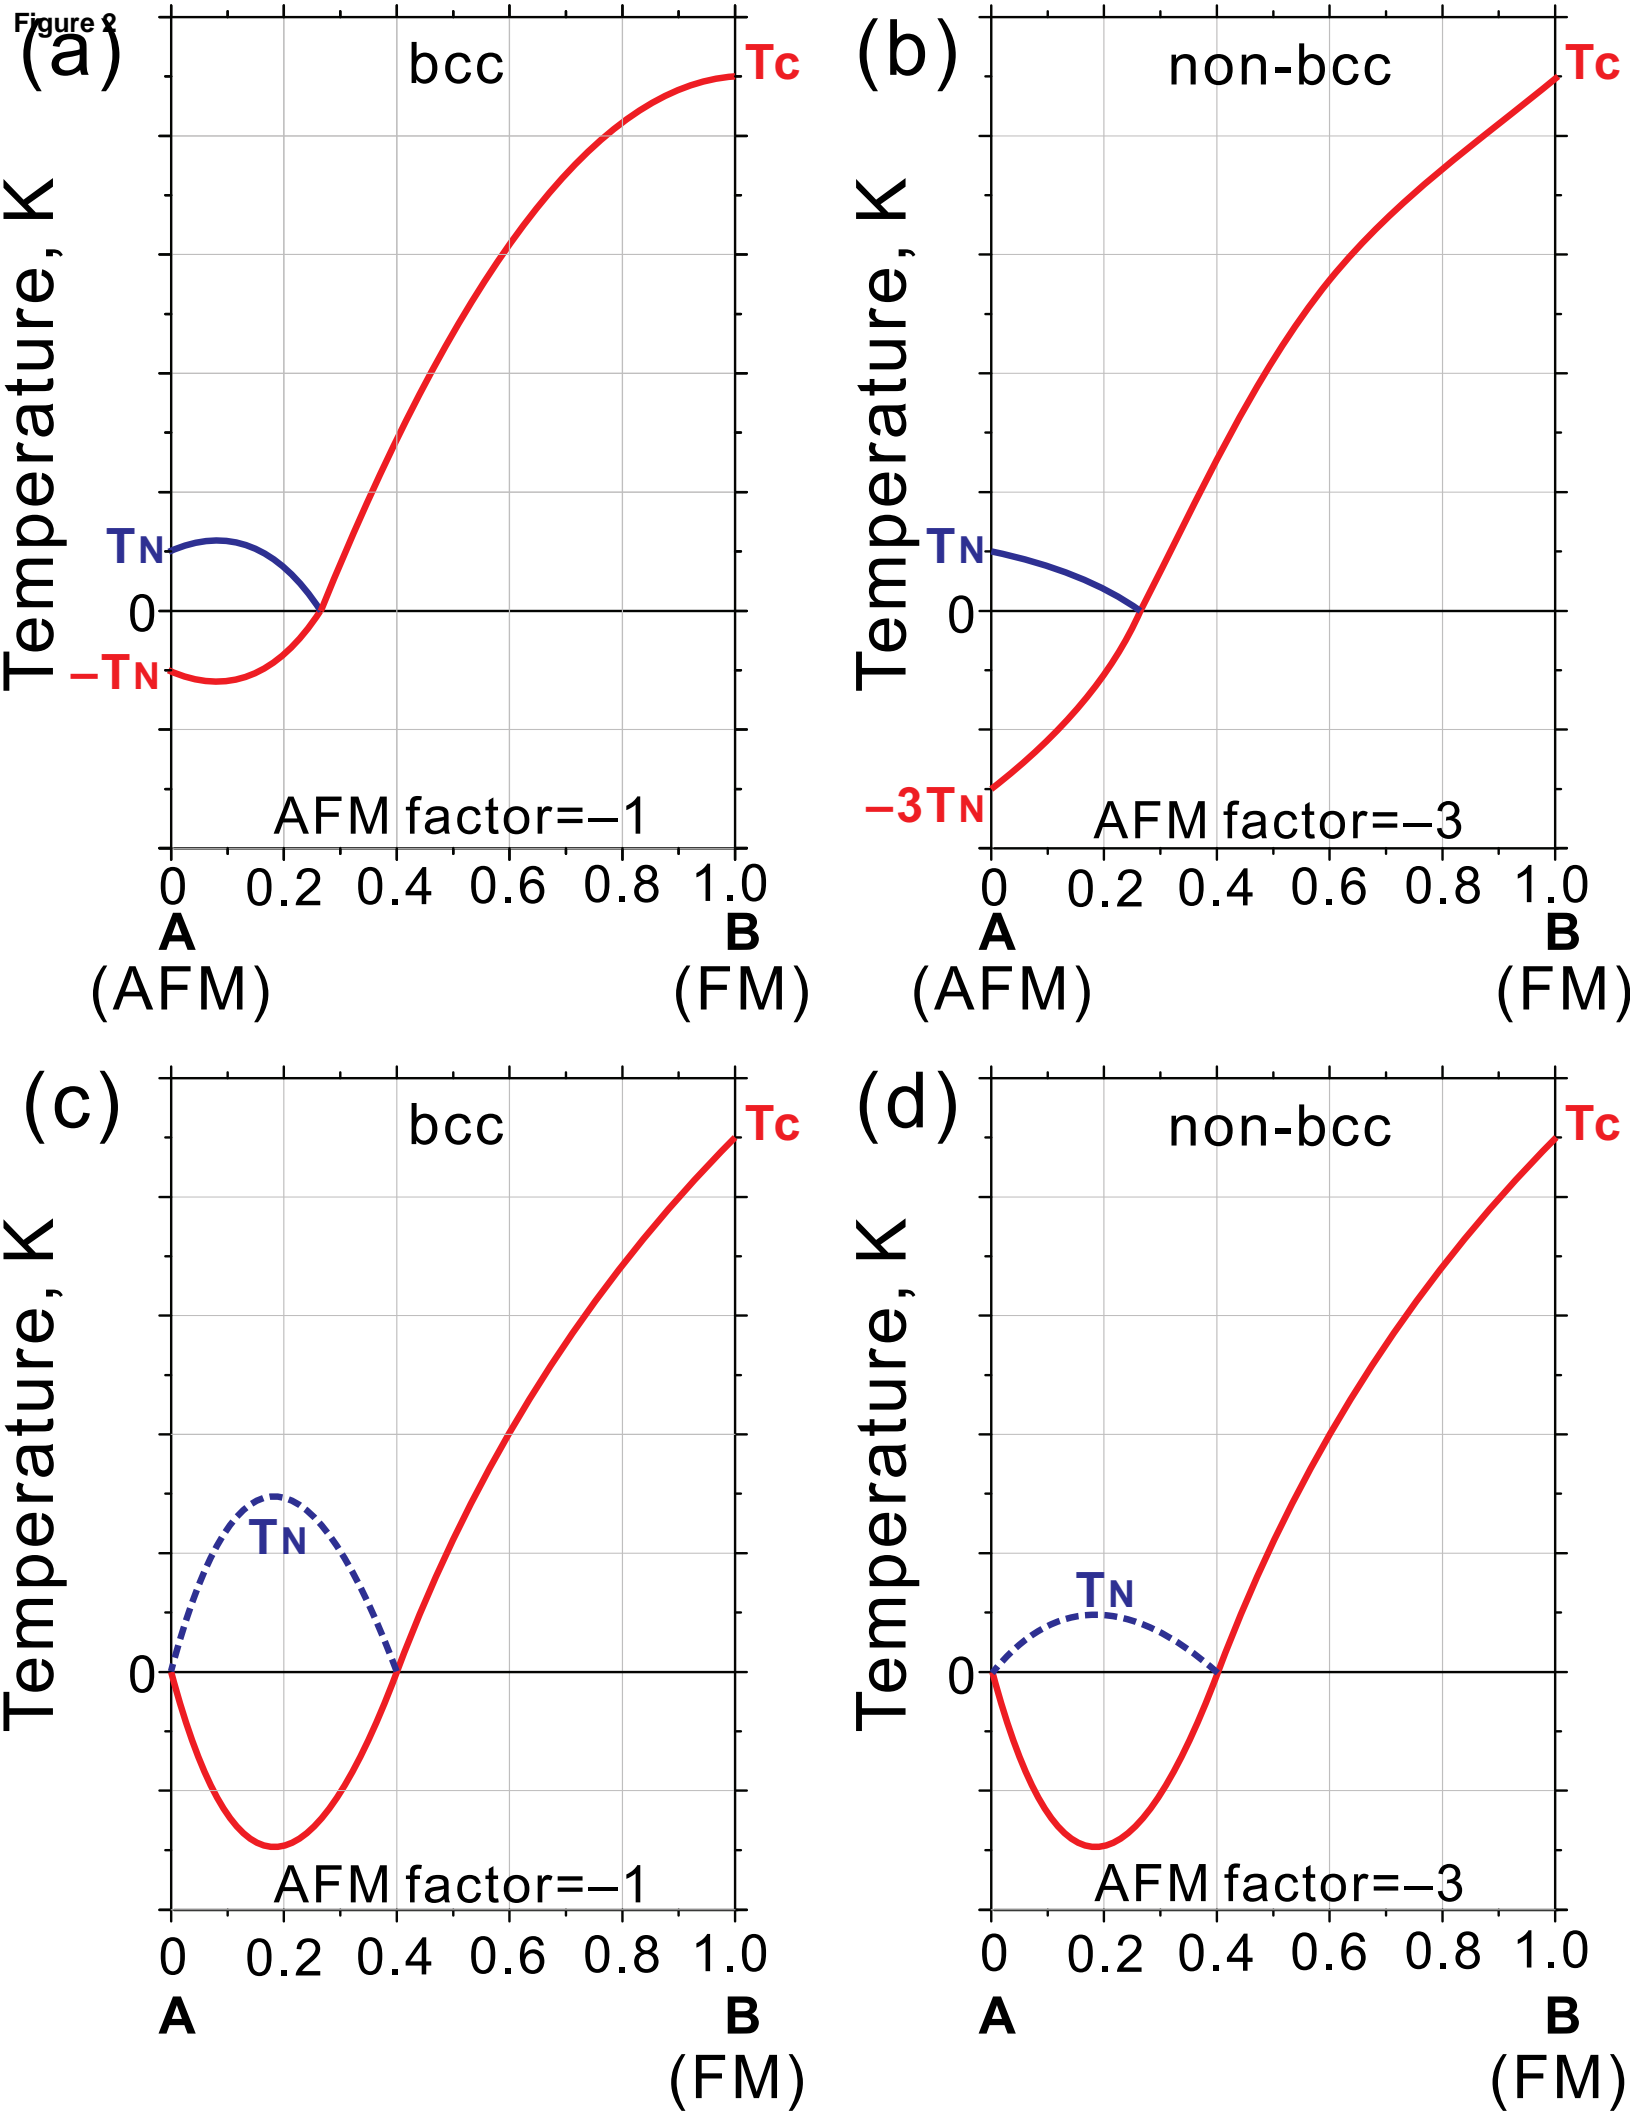 Figure 2
(a)
bcc
Tc
Temperature, K
TN
0
–TN
AFM factor=–1
0 0.2 0.4 0.6 0.8 1.0
A B
(AFM) (FM)
(b)
non-bcc
Tc
Temperature, K
TN
0
–3TN
AFM factor=–3
0 0.2 0.4 0.6 0.8 1.0
A B
(AFM) (FM)
(c)
bcc
Tc
Temperature, K
TN
0
AFM factor=–1
0 0.2 0.4 0.6 0.8 1.0
A B
(FM)
(d)
non-bcc
Tc
Temperature, K
TN
0
AFM factor=–3
0 0.2 0.4 0.6 0.8 1.0
A B
(FM)